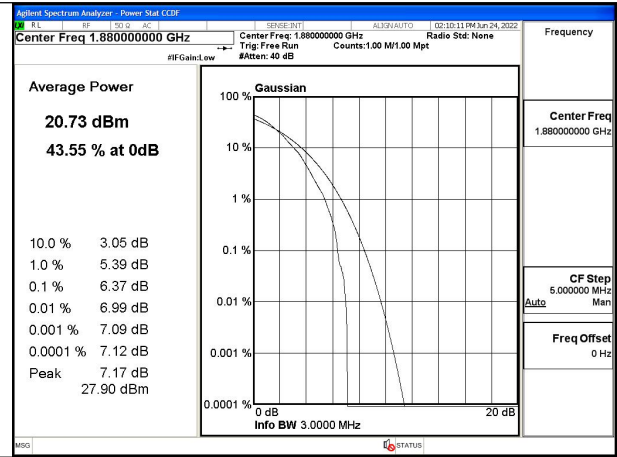 Agilent Spectrum Analyzer - Power Stat CCDF
RL RF 50 Ω AC SENSE:INT ALIGN AUTO 02:10:11 PM Jun 24, 2022
Center Freq 1.880000000 GHz
Center Freq: 1.880000000 GHz Radio Std: None
Trig: Free Run Counts:1.00 M/1.00 Mpt
#IFGain:Low #Atten: 40 dB
Frequency
Average Power
20.73 dBm
43.55 % at 0dB
10.0 % 3.05 dB
1.0 % 5.39 dB
0.1 % 6.37 dB
0.01 % 6.99 dB
0.001 % 7.09 dB
0.0001 % 7.12 dB
Peak 7.17 dB
27.90 dBm
Gaussian
100 %
10 %
1 %
0.1 %
0.01 %
0.001 %
0.0001 %
0 dB 20 dB
Info BW 3.0000 MHz
Center Freq
1.880000000 GHz
CF Step
5.000000 MHz
Auto Man
Freq Offset
0 Hz
MSG STATUS